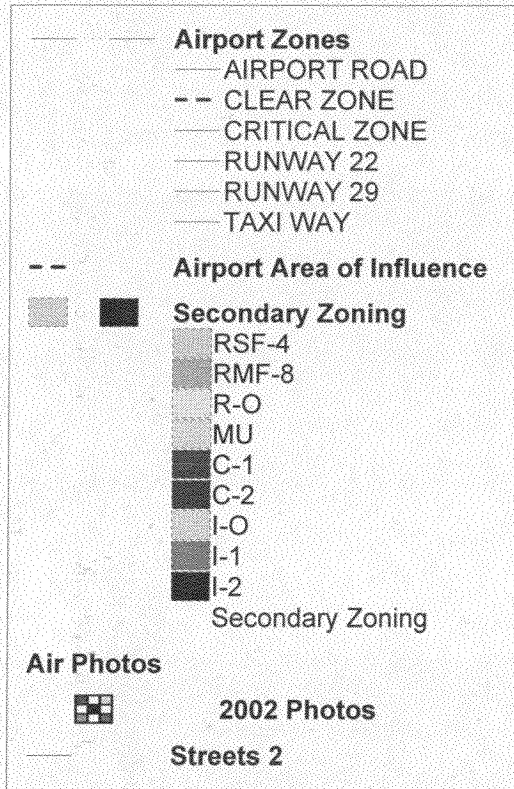 Airport Zones
AIRPORT ROAD
CLEAR ZONE
CRITICAL ZONE
RUNWAY 22
RUNWAY 29
TAXI WAY
Airport Area of Influence
Secondary Zoning
RSF-4
RMF-8
R-O
MU
C-1
C-2
I-O
I-1
I-2
Secondary Zoning
Air Photos
2002 Photos
Streets 2